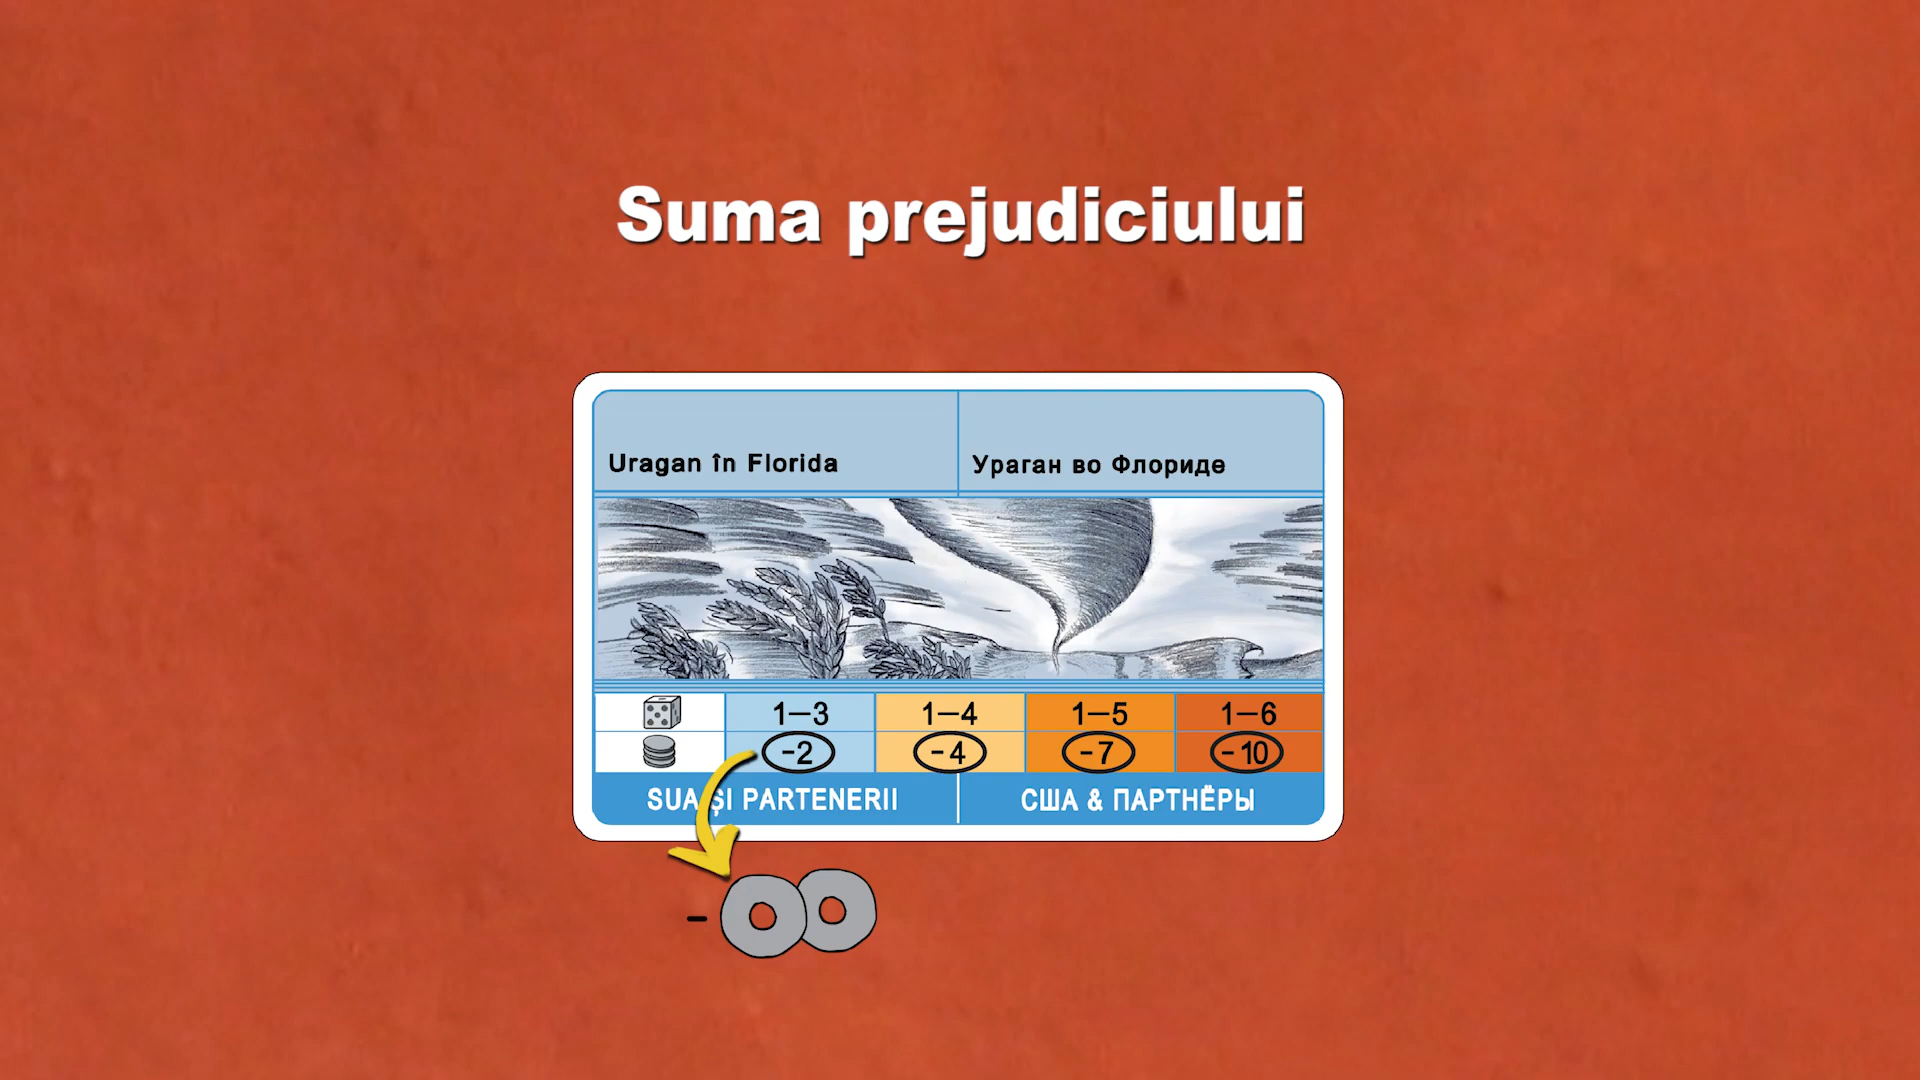 Suma prejudiciului
Uragan în Florida
Ураган во Флориде
1–3 1–4 1–5 1–6
-2 -4 -7 -10
SUA ȘI PARTENERII
США & ПАРТНЁРЫ
-